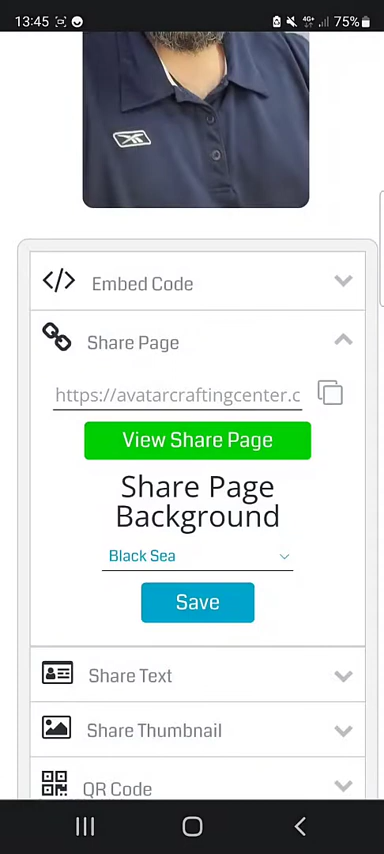 13:45
4G+
75%
Embed Code
Share Page
https://avatarcraftingcenter.c
View Share Page
Share Page
Background
Black Sea
Save
Share Text
Share Thumbnail
QR Code